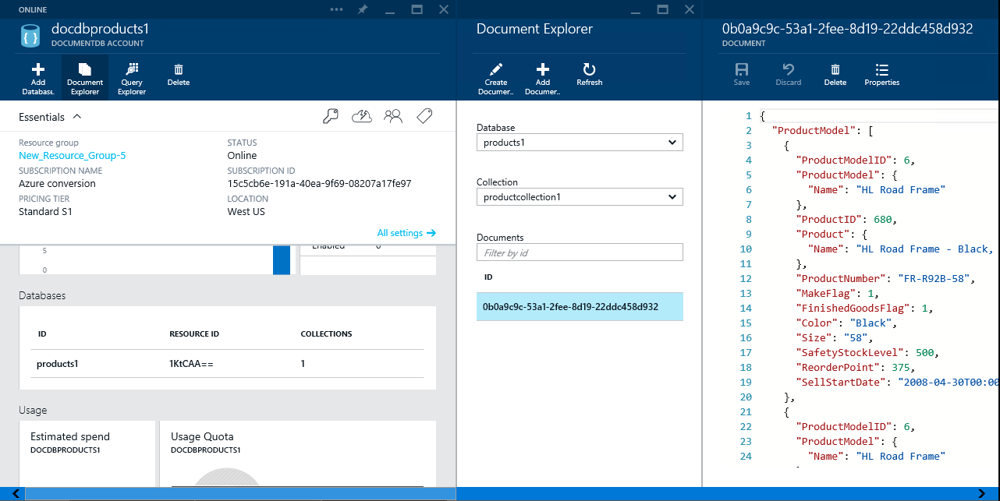 ONLINE
docdbproducts1
DOCUMENTDB ACCOUNT
Add Database.
Document Explorer
Query Explorer
Delete
Essentials
Resource group
New_Resource_Group-5
SUBSCRIPTION NAME
Azure conversion
PRICING TIER
Standard S1
STATUS
Online
SUBSCRIPTION ID
15c5cb6e-191a-40ea-9f69-08207a17fe97
LOCATION
West US
All settings
5
0
Enabled 0
Databases
ID RESOURCE ID COLLECTIONS
products1 1KtCAA== 1
Usage
Estimated spend
DOCDBPRODUCTS1
Usage Quota
DOCDBPRODUCTS1
Document Explorer
Create Documer..
Add Documer..
Refresh
Database
products1
Collection
productcollection1
Documents
Filter by id
ID
0b0a9c9c-53a1-2fee-8d19-22ddc458d932
0b0a9c9c-53a1-2fee-8d19-22ddc458d932
DOCUMENT
Save
Discard
Delete
Properties
1 {
2 "ProductModel": [
3 {
4 "ProductModelID": 6,
5 "ProductModel": {
6 "Name": "HL Road Frame"
7 },
8 "ProductID": 680,
9 "Product": {
10 "Name": "HL Road Frame - Black,
11 },
12 "ProductNumber": "FR-R92B-58",
13 "MakeFlag": 1,
14 "FinishedGoodsFlag": 1,
15 "Color": "Black",
16 "Size": "58",
17 "SafetyStockLevel": 500,
18 "ReorderPoint": 375,
19 "SellStartDate": "2008-04-30T00:00
20 },
21 {
22 "ProductModelID": 6,
23 "ProductModel": {
24 "Name": "HL Road Frame"